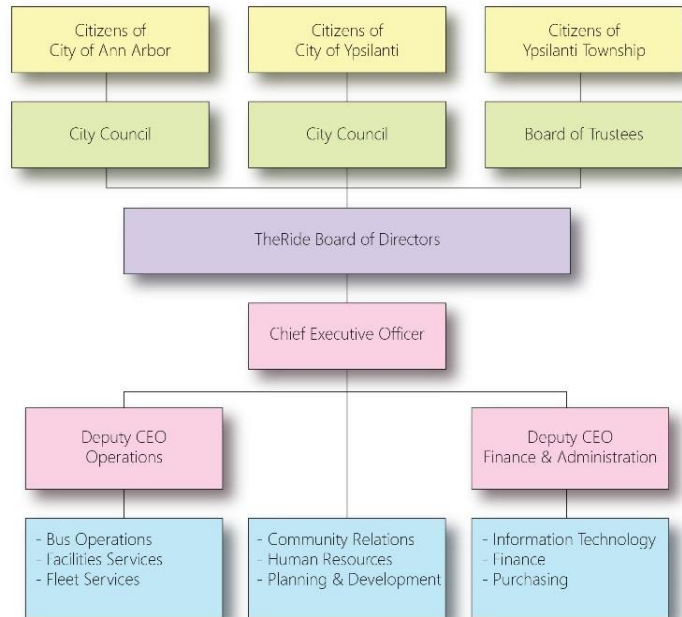 Citizens of
City of Ann Arbor
Citizens of
City of Ypsilanti
Citizens of
Ypsilanti Township
City Council
City Council
Board of Trustees
TheRide Board of Directors
Chief Executive Officer
Deputy CEO
Operations
Deputy CEO
Finance & Administration
- Bus Operations
- Facilities Services
- Fleet Services
- Community Relations
- Human Resources
- Planning & Development
- Information Technology
- Finance
- Purchasing